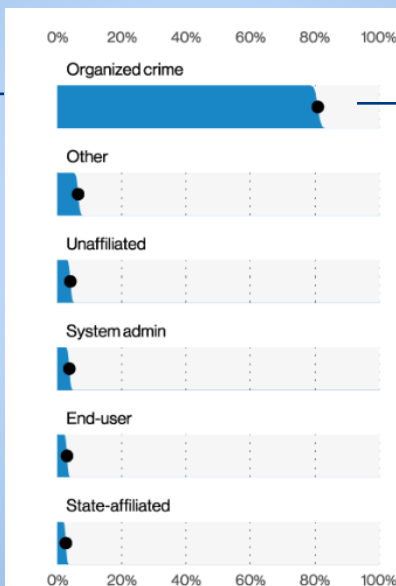 0% 20% 40% 60% 80% 100%
Organized crime
Other
Unaffiliated
System admin
End-user
State-affiliated
0% 20% 40% 60% 80% 100%